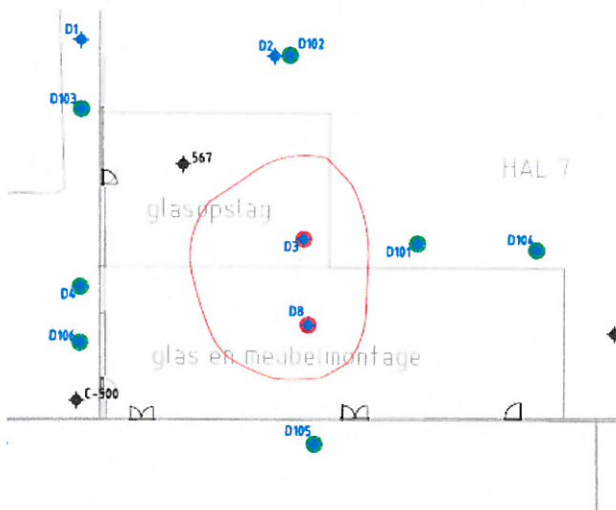 D1
D2
D102
D103
567
HAL 7
glasopslag
D3
D101
D104
D4
D8
D106
glas en meubelmontage
C-500
D105